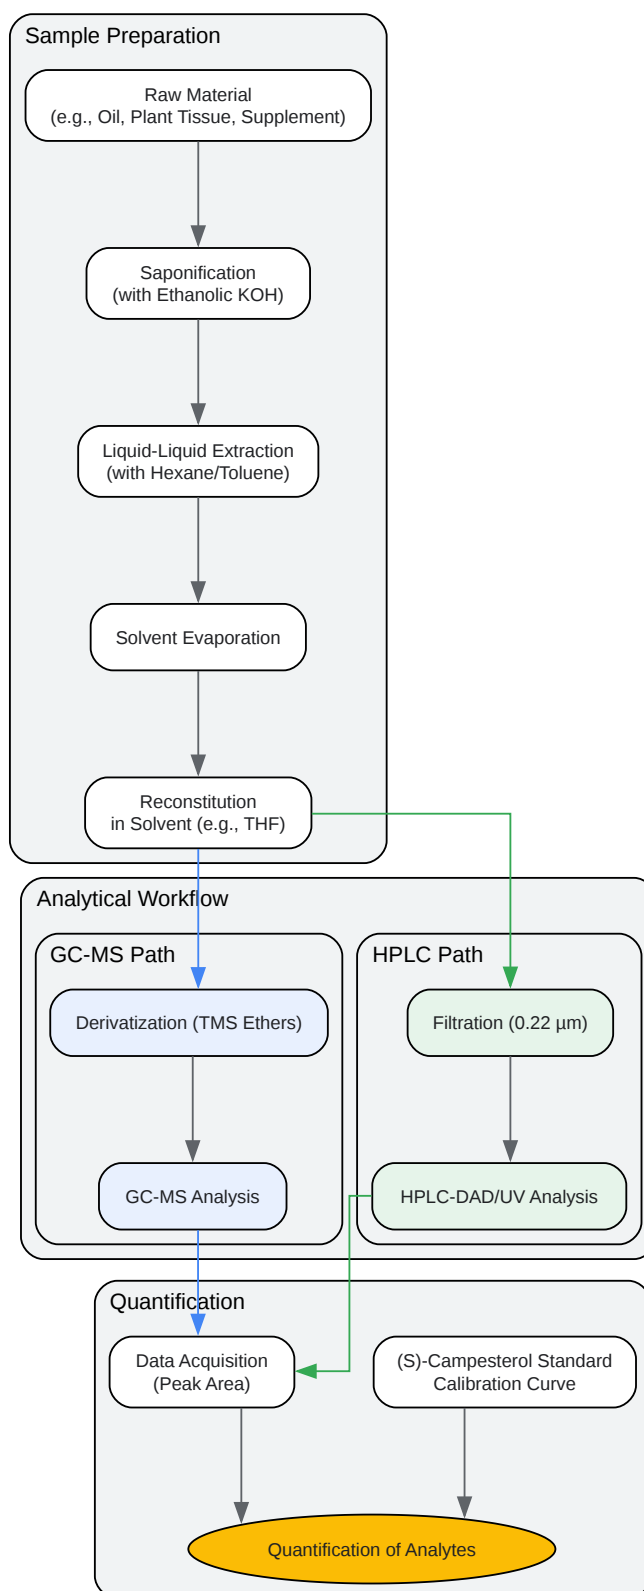 Sample Preparation
Raw Material
(e.g., Oil, Plant Tissue, Supplement)
Saponification
(with Ethanolic KOH)
Liquid-Liquid Extraction
(with Hexane/Toluene)
Solvent Evaporation
Reconstitution
in Solvent (e.g., THF)
Analytical Workflow
GC-MS Path
HPLC Path
Derivatization (TMS Ethers)
Filtration (0.22 µm)
GC-MS Analysis
HPLC-DAD/UV Analysis
Quantification
Data Acquisition
(Peak Area)
(S)-Campesterol Standard
Calibration Curve
Quantification of Analytes